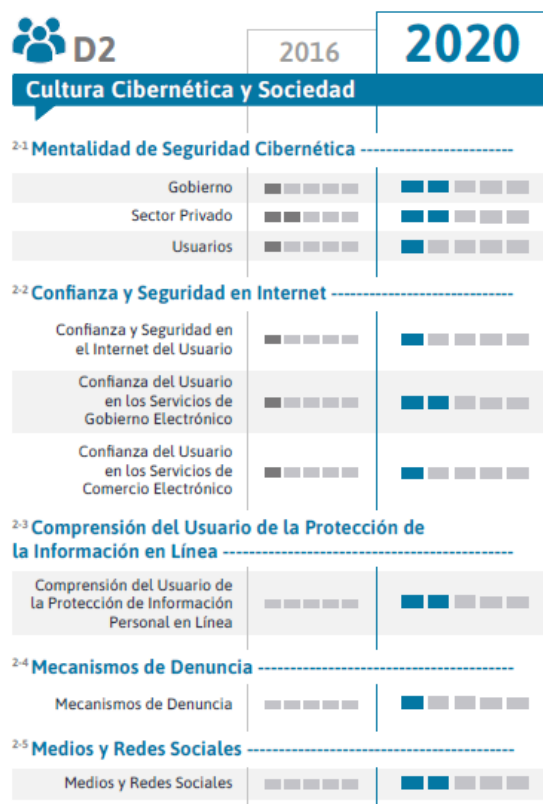 D2
2016
2020
Cultura Cibernética y Sociedad
2-1 Mentalidad de Seguridad Cibernética
Gobierno
Sector Privado
Usuarios
2-2 Confianza y Seguridad en Internet
Confianza y Seguridad en
el Internet del Usuario
Confianza del Usuario
en los Servicios de
Gobierno Electrónico
Confianza del Usuario
en los Servicios de
Comercio Electrónico
2-3 Comprensión del Usuario de la Protección de
la Información en Línea
Comprensión del Usuario de
la Protección de Información
Personal en Línea
2-4 Mecanismos de Denuncia
Mecanismos de Denuncia
2-5 Medios y Redes Sociales
Medios y Redes Sociales